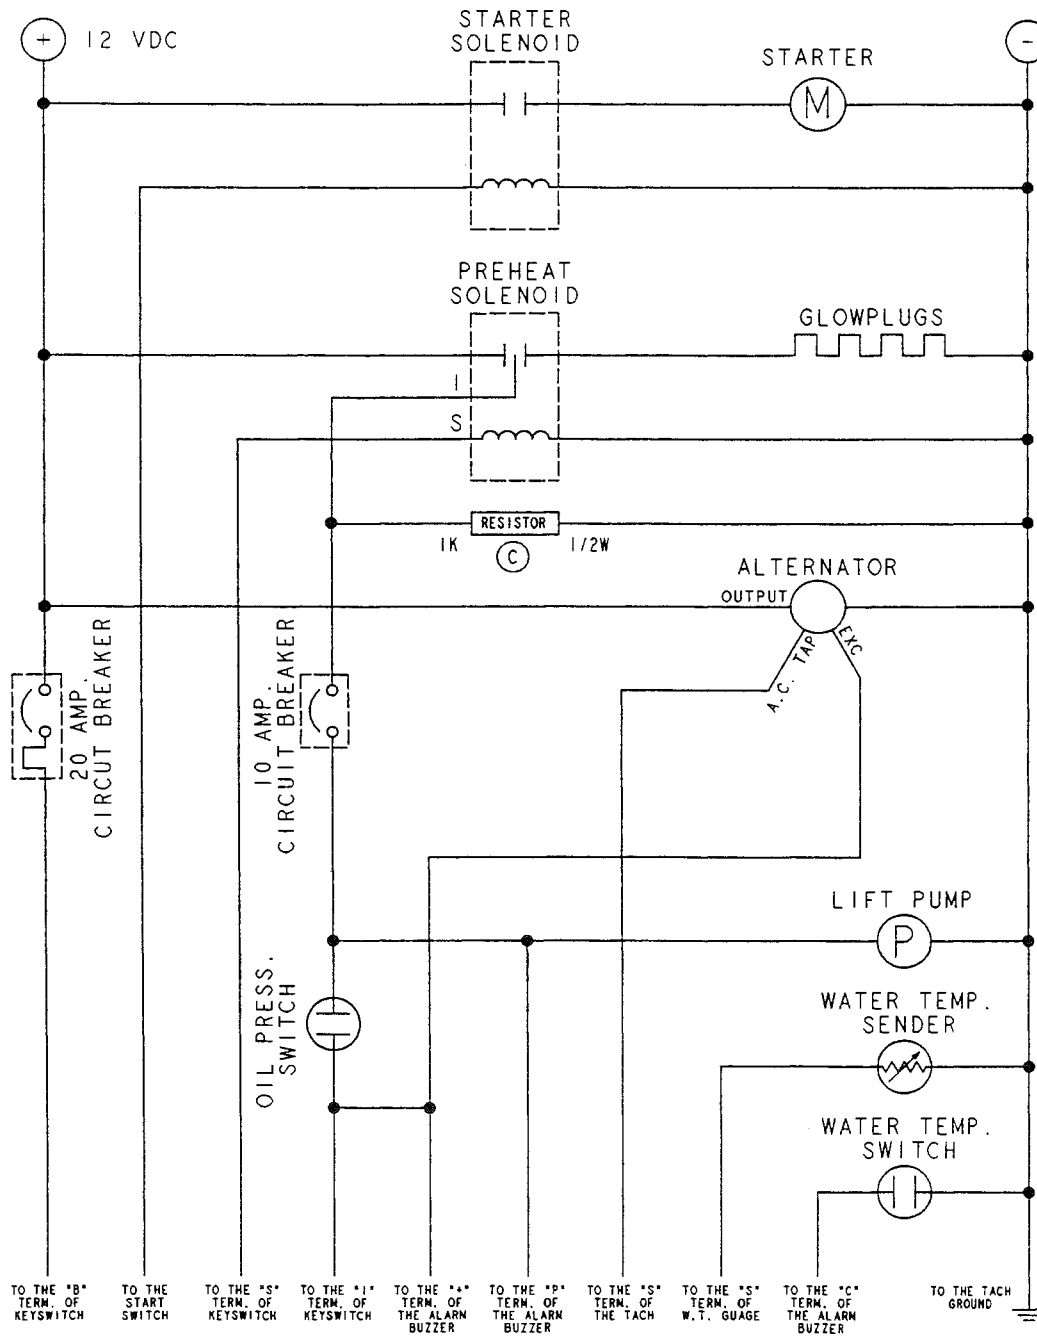 + 12 VDC
STARTER
SOLENOID
-
STARTER
M
PREHEAT
SOLENOID
GLOWPLUGS
I
S
RESISTOR
1K
C
1/2W
ALTERNATOR
OUTPUT
A.C. TAP
EXC
20 AMP.
CIRCUT BREAKER
10 AMP.
CIRCUIT BREAKER
LIFT PUMP
P
OIL PRESS.
SWITCH
WATER TEMP.
SENDER
WATER TEMP.
SWITCH
TO THE "B"
TERM. OF
KEYSWITCH
TO THE
START
SWITCH
TO THE "S"
TERM. OF
KEYSWITCH
TO THE "I"
TERM. OF
KEYSWITCH
TO THE "+"
TERM. OF
THE ALARM
BUZZER
TO THE "P"
TERM. OF
THE ALARM
BUZZER
TO THE "S"
TERM. OF
THE TACH
TO THE "S"
TERM. OF
W.T. GUAGE
TO THE "C"
TERM. OF
THE ALARM
BUZZER
TO THE TACH
GROUND